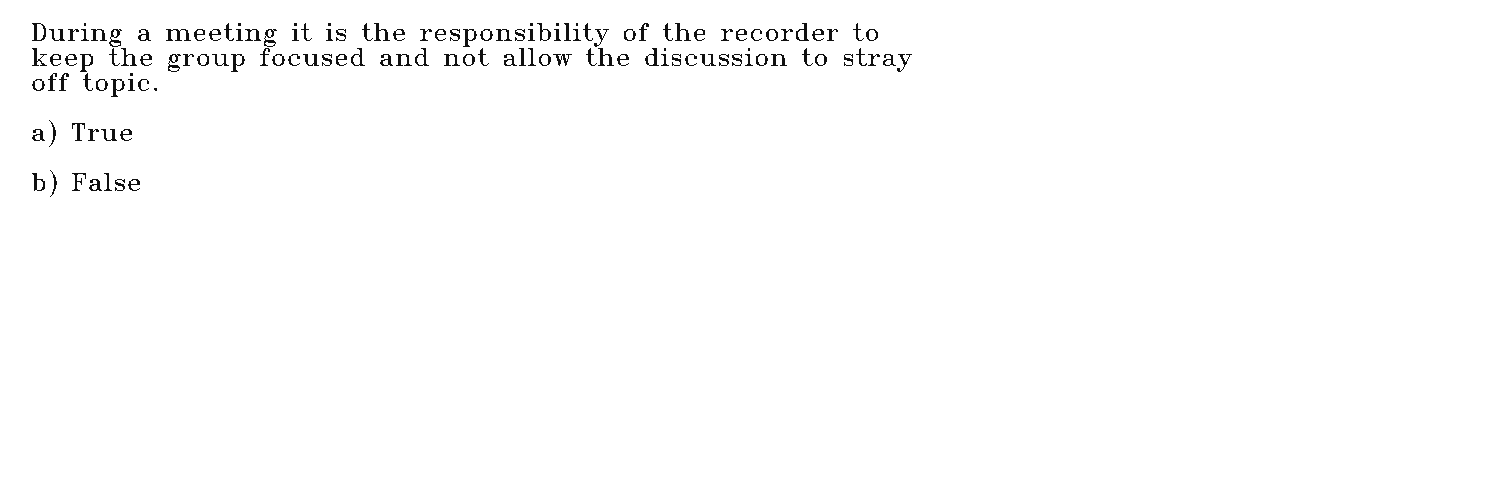 During a meeting it is the responsibility of the recorder to
keep the group focused and not allow the discussion to stray
off topic.
a) True
b) False